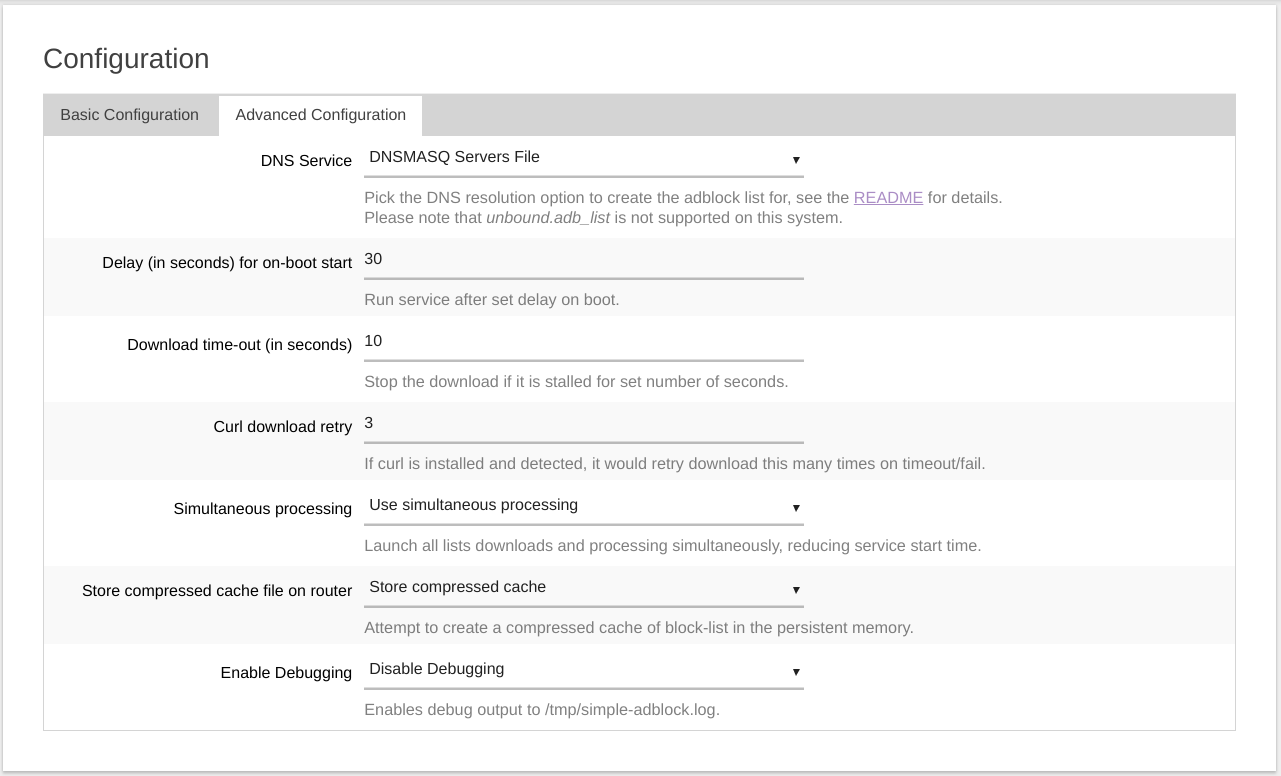 Configuration
Basic Configuration Advanced Configuration
DNS Service DNSMASQ Servers File ▼
Pick the DNS resolution option to create the adblock list for, see the README for details.
Please note that unbound.adb_list is not supported on this system.
Delay (in seconds) for on-boot start 30
Run service after set delay on boot.
Download time-out (in seconds) 10
Stop the download if it is stalled for set number of seconds.
Curl download retry 3
If curl is installed and detected, it would retry download this many times on timeout/fail.
Simultaneous processing Use simultaneous processing ▼
Launch all lists downloads and processing simultaneously, reducing service start time.
Store compressed cache file on router Store compressed cache ▼
Attempt to create a compressed cache of block-list in the persistent memory.
Enable Debugging Disable Debugging ▼
Enables debug output to /tmp/simple-adblock.log.